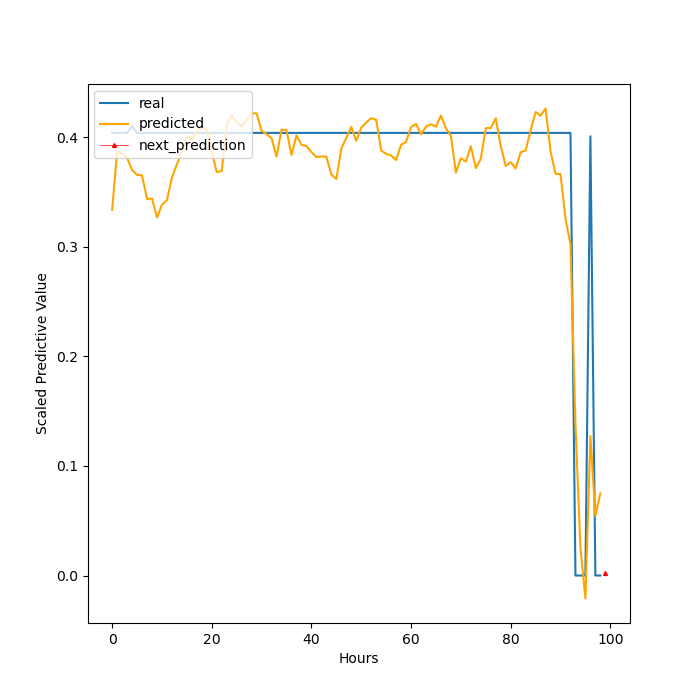 real
predicted
next_prediction
0.4
0.3
0.2
0.1
0.0
Scaled Predictive Value
0 20 40 60 80 100
Hours